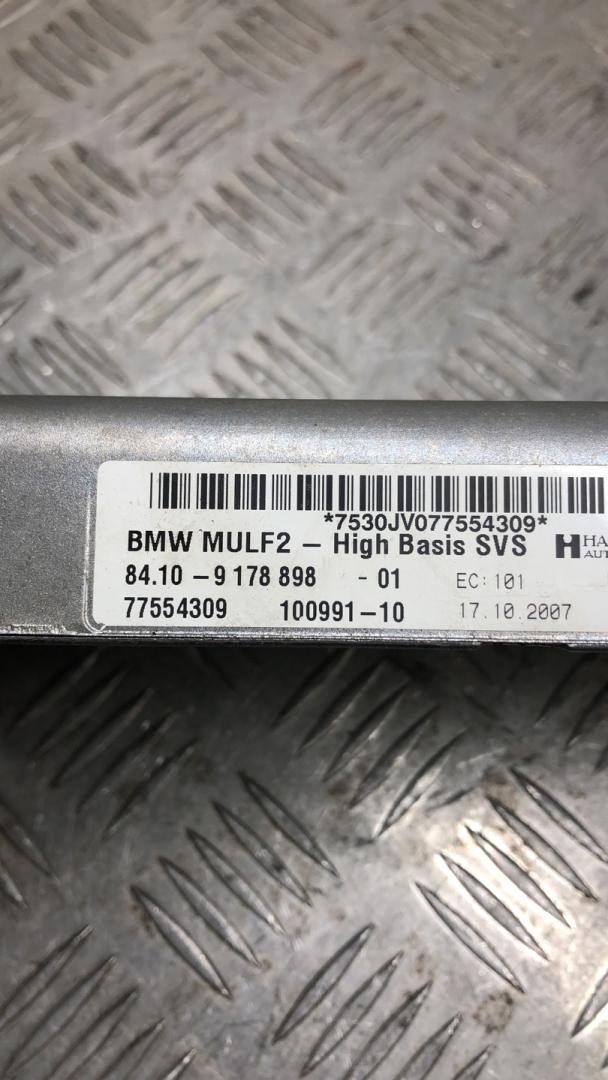 *7530JV077554309*
BMW MULF2 – High Basis SVS
84.10 – 9 178 898 - 01 EC: 101
77554309 100991–10 17.10.2007